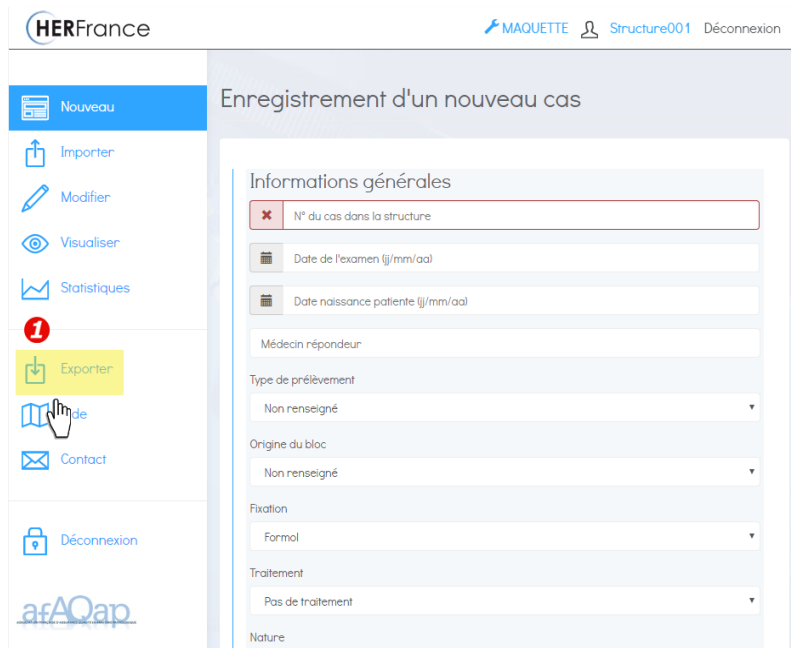 HERFrance
MAQUETTE Structure001 Déconnexion
Nouveau
Importer
Modifier
Visualiser
Statistiques
1
Exporter
de
Contact
Déconnexion
afAQap
Enregistrement d'un nouveau cas
Informations générales
N° du cas dans la structure
Date de l'examen (jj/mm/aa)
Date naissance patiente (jj/mm/aa)
Médecin répondeur
Type de prélèvement
Non renseigné
Origine du bloc
Non renseigné
Fixation
Formol
Traitement
Pas de traitement
Nature